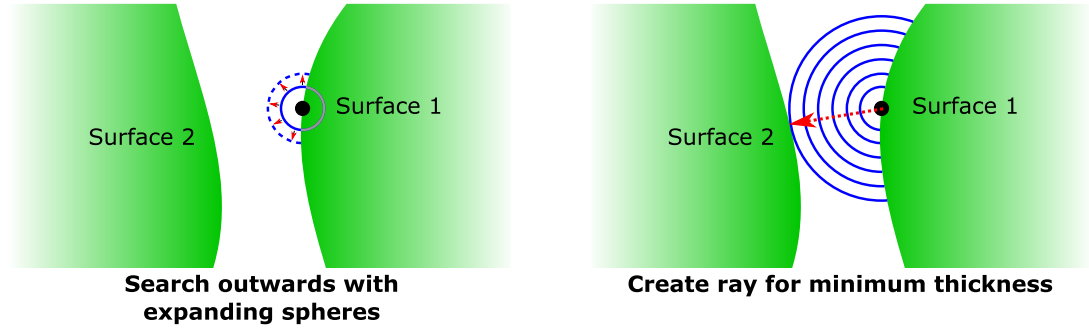 Surface 1
Surface 2
Search outwards with
expanding spheres
Surface 1
Surface 2
Create ray for minimum thickness